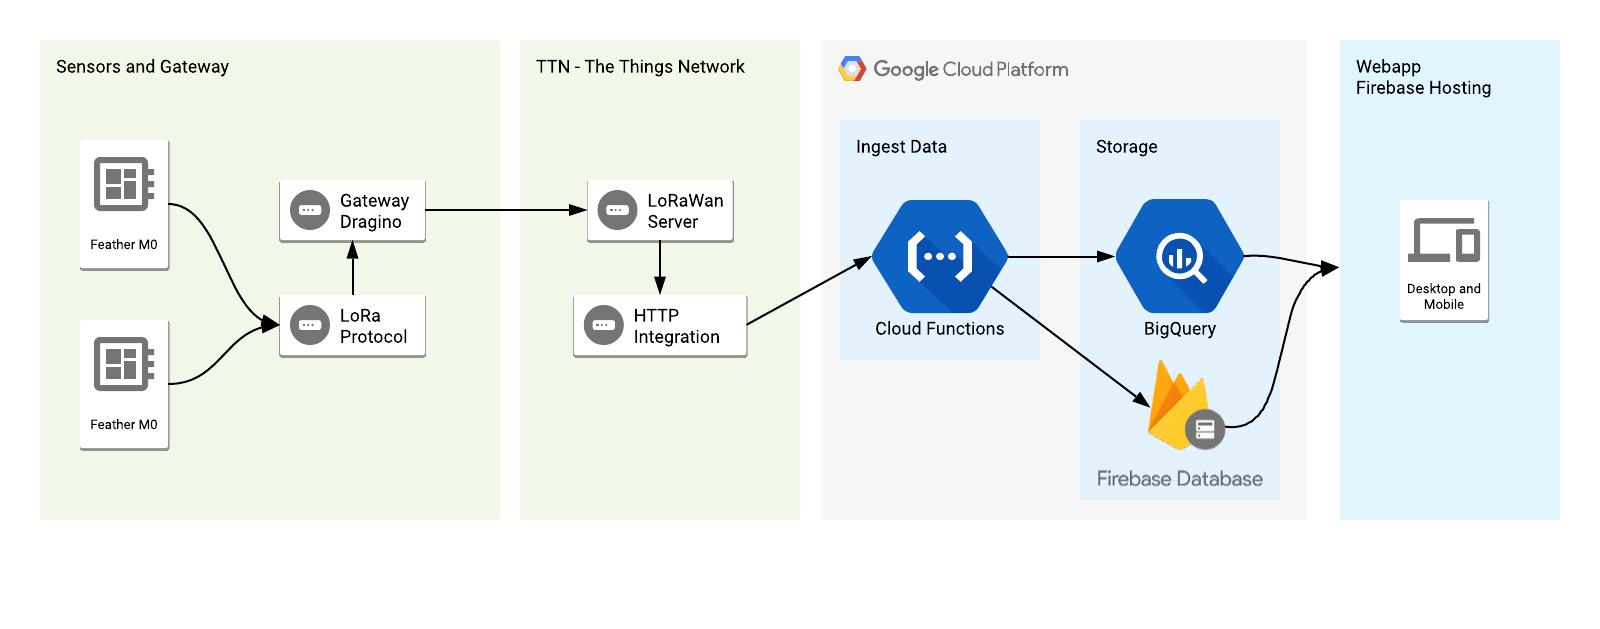 Sensors and Gateway
Feather M0
Feather M0
Gateway
Dragino
LoRa
Protocol
TTN - The Things Network
LoRaWan
Server
HTTP
Integration
Google Cloud Platform
Ingest Data
Cloud Functions
Storage
BigQuery
Firebase Database
Webapp
Firebase Hosting
Desktop and
Mobile